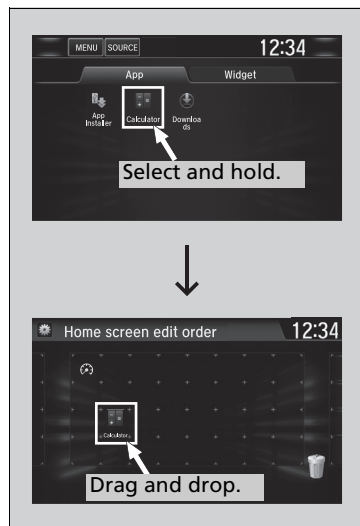 MENU SOURCE 12:34
App Widget
App
Installer
Calculator
Downloa
ds
Select and hold.
Home screen edit order 12:34
Calculator
Drag and drop.